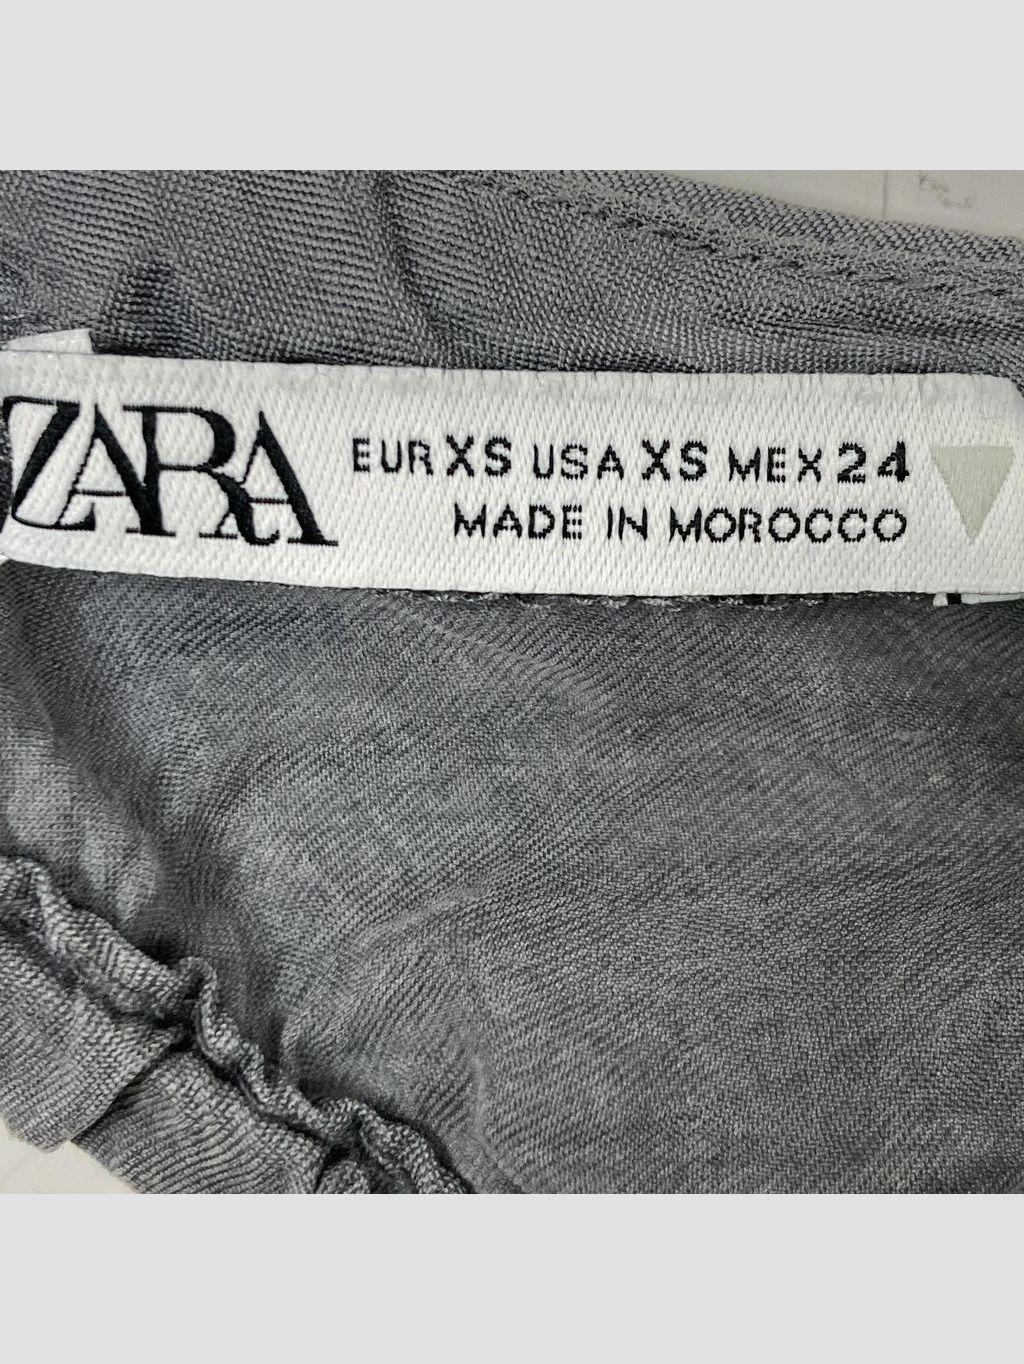 ZARA
EUR XS USA XS MEX 24
MADE IN MOROCCO